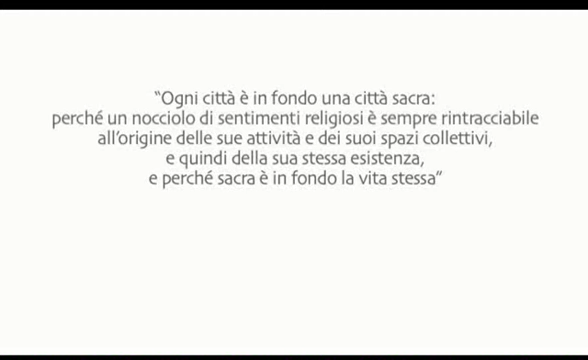 “Ogni città è in fondo una città sacra:
perché un nocciolo di sentimenti religiosi è sempre rintracciabile
all’origine delle sue attività e dei suoi spazi collettivi,
e quindi della sua stessa esistenza,
e perché sacra è in fondo la vita stessa”